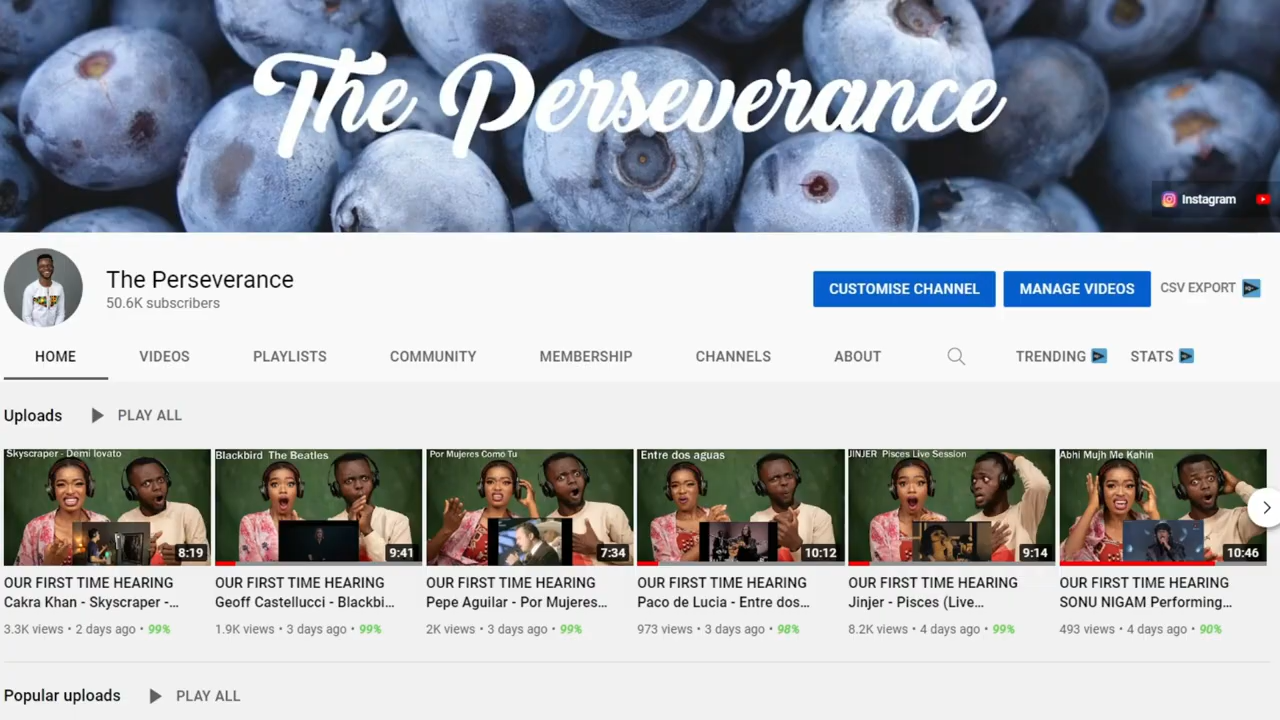 The Perseverance
Instagram
The Perseverance
50.6K subscribers
CUSTOMISE CHANNEL
MANAGE VIDEOS
CSV EXPORT
HOME
VIDEOS
PLAYLISTS
COMMUNITY
MEMBERSHIP
CHANNELS
ABOUT
TRENDING
STATS
Uploads
PLAY ALL
Skyscraper - Demi lovato
8:19
Blackbird The Beatles
9:41
Por Mujeres Como Tu
7:34
Entre dos aguas
10:12
JINJER Pisces Live Session
9:14
Abhi Mujh Me Kahin
10:46
OUR FIRST TIME HEARING
Cakra Khan - Skyscraper -...
3.3K views • 2 days ago • 99%
OUR FIRST TIME HEARING
Geoff Castellucci - Blackbi...
1.9K views • 3 days ago • 99%
OUR FIRST TIME HEARING
Pepe Aguilar - Por Mujeres...
2K views • 3 days ago • 99%
OUR FIRST TIME HEARING
Paco de Lucia - Entre dos...
973 views • 3 days ago • 98%
OUR FIRST TIME HEARING
Jinjer - Pisces (Live...
8.2K views • 4 days ago • 99%
OUR FIRST TIME HEARING
SONU NIGAM Performing...
493 views • 4 days ago • 90%
Popular uploads
PLAY ALL